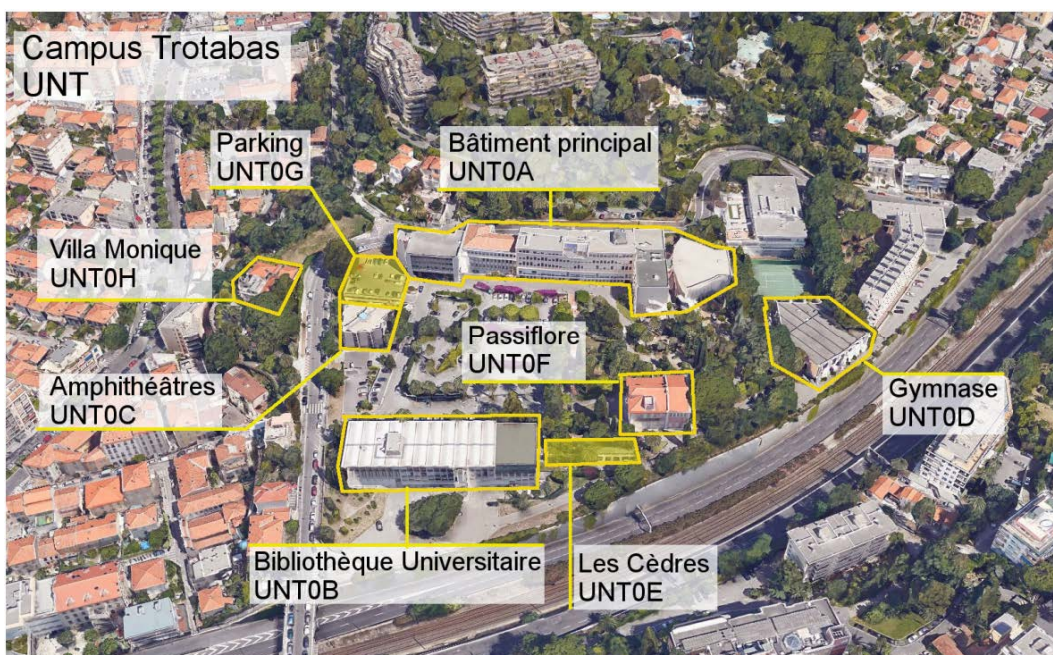 Campus Trotabas
UNT
Parking
UNT0G
Bâtiment principal
UNT0A
Villa Monique
UNT0H
Passiflore
UNT0F
Amphithéâtres
UNT0C
Gymnase
UNT0D
Bibliothèque Universitaire
UNT0B
Les Cèdres
UNT0E